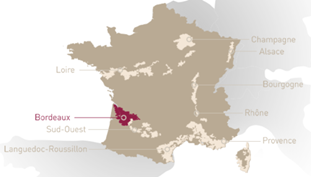 Champagne
Alsace
Loire
Bourgogne
Bordeaux
Rhône
Sud-Ouest
Provence
Languedoc-Roussillon